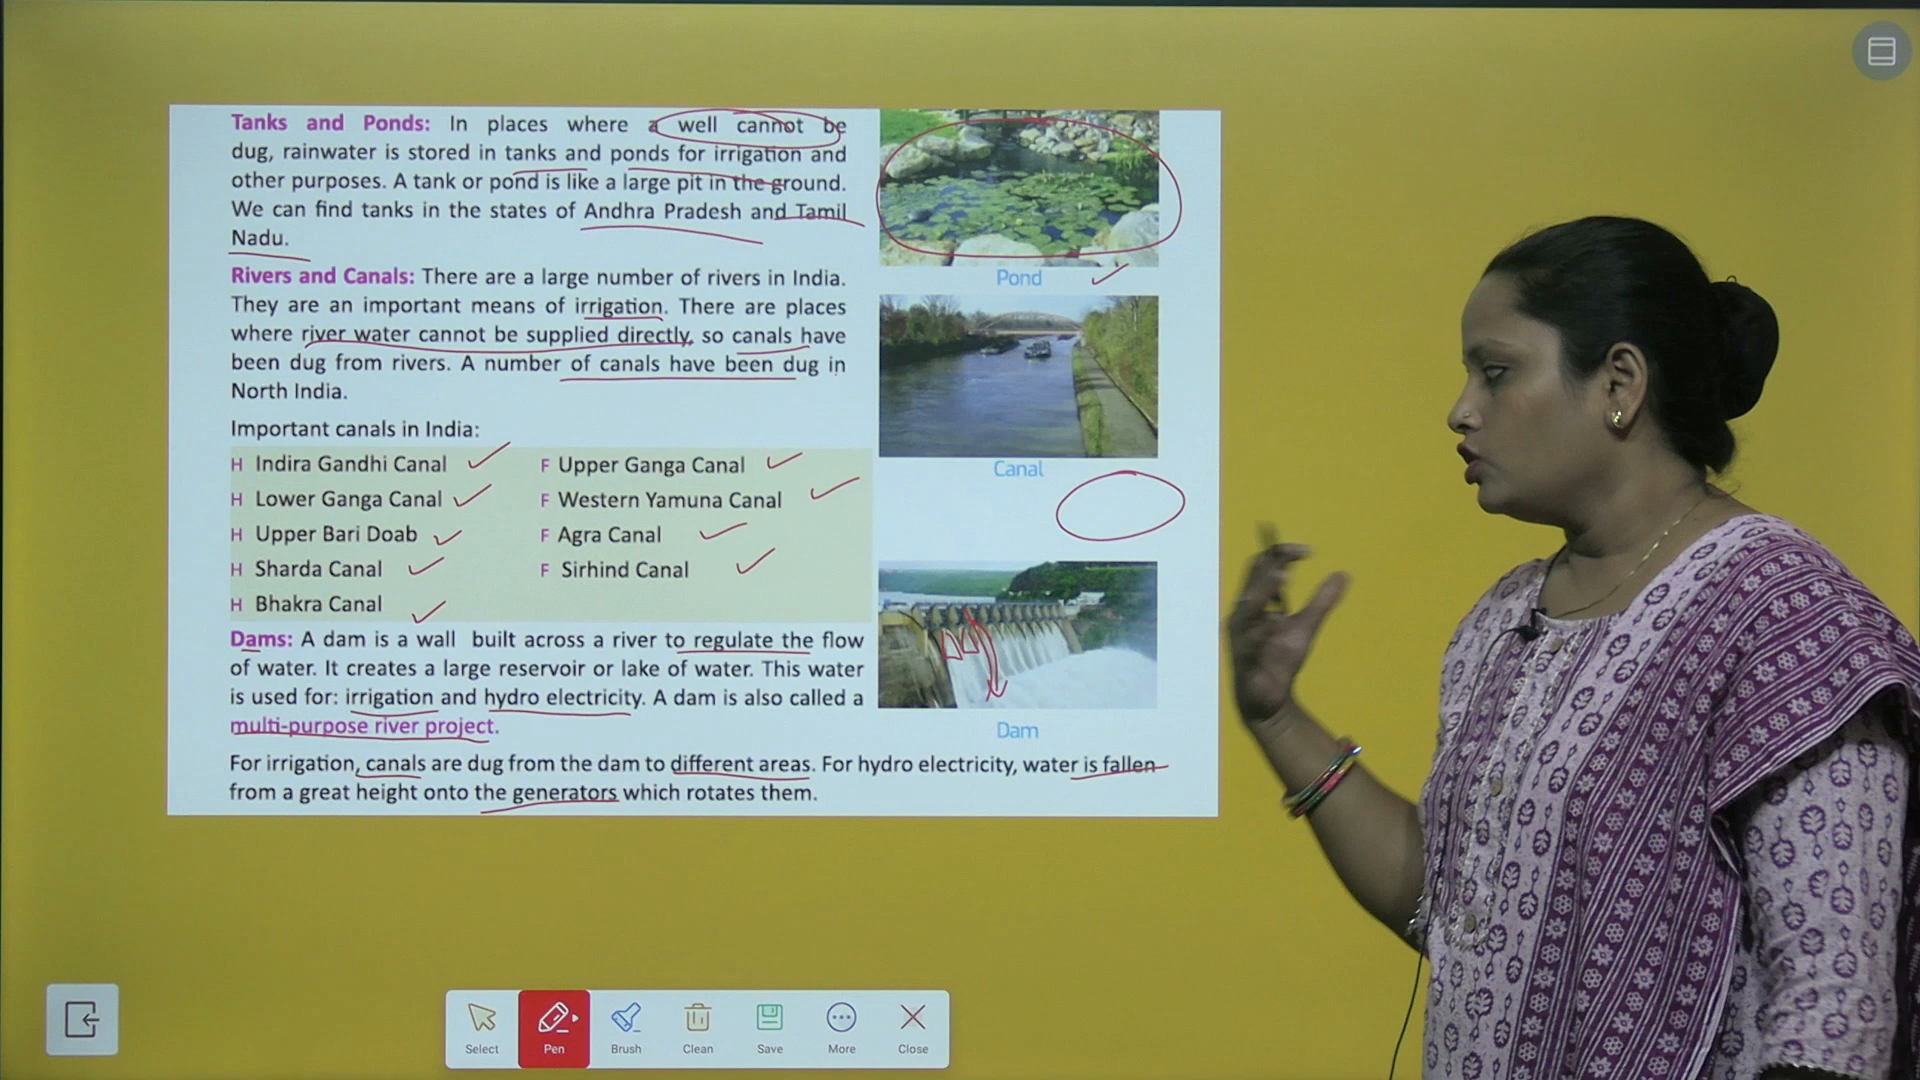 Tanks and Ponds: In places where a well cannot be
dug, rainwater is stored in tanks and ponds for irrigation and
other purposes. A tank or pond is like a large pit in the ground.
We can find tanks in the states of Andhra Pradesh and Tamil
Nadu.
Pond
Rivers and Canals: There are a large number of rivers in India.
They are an important means of irrigation. There are places
where river water cannot be supplied directly, so canals have
been dug from rivers. A number of canals have been dug in
North India.
Canal
Important canals in India:
H Indira Gandhi Canal F Upper Ganga Canal
H Lower Ganga Canal F Western Yamuna Canal
H Upper Bari Doab F Agra Canal
H Sharda Canal F Sirhind Canal
H Bhakra Canal
Dams: A dam is a wall built across a river to regulate the flow
of water. It creates a large reservoir or lake of water. This water
is used for: irrigation and hydro electricity. A dam is also called a
multi-purpose river project.
Dam
For irrigation, canals are dug from the dam to different areas. For hydro electricity, water is fallen
from a great height onto the generators which rotates them.
Select Pen Brush Clean Save More Close